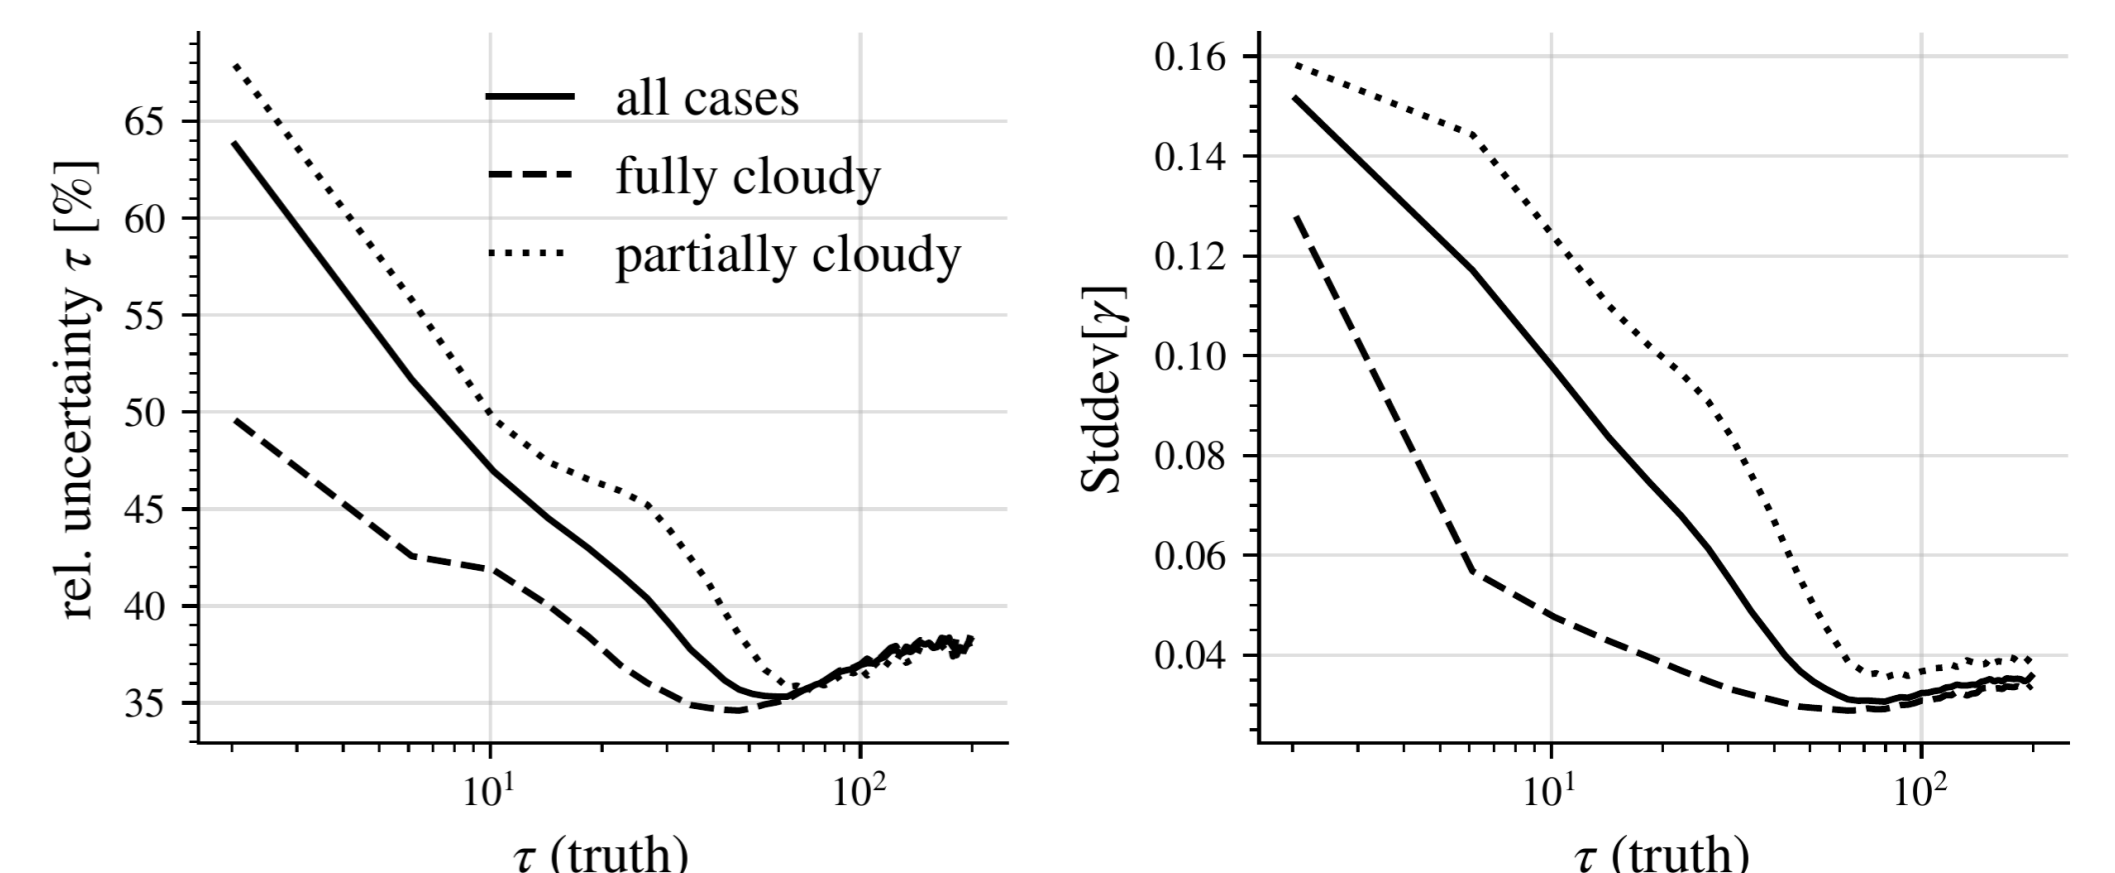 rel. uncertainty τ [%]
65
60
55
50
45
40
35
all cases
fully cloudy
partially cloudy
10¹
10²
τ (truth)
Stddev[γ]
0.16
0.14
0.12
0.10
0.08
0.06
0.04
10¹
10²
τ (truth)